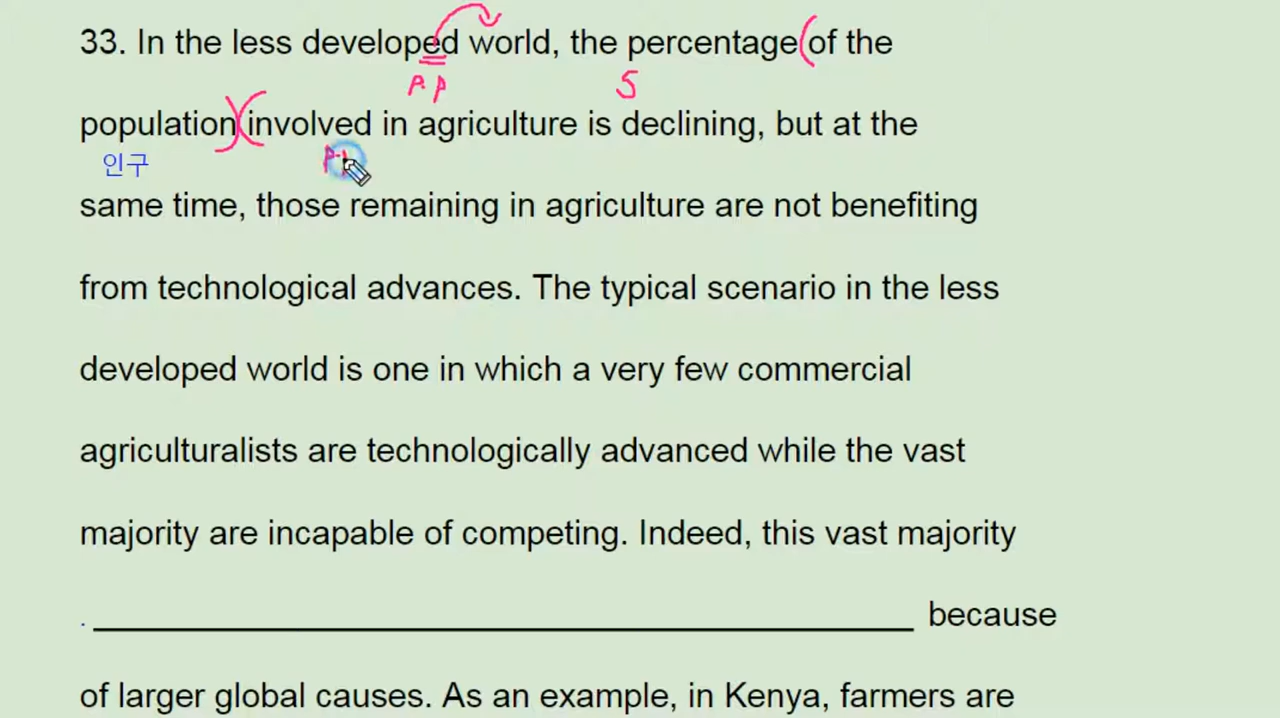 33. In the less developed world, the percentage (of the
P.P S
population)(involved in agriculture is declining, but at the
인구
same time, those remaining in agriculture are not benefiting
from technological advances. The typical scenario in the less
developed world is one in which a very few commercial
agriculturalists are technologically advanced while the vast
majority are incapable of competing. Indeed, this vast majority
. ________________________________________ because
of larger global causes. As an example, in Kenya, farmers are